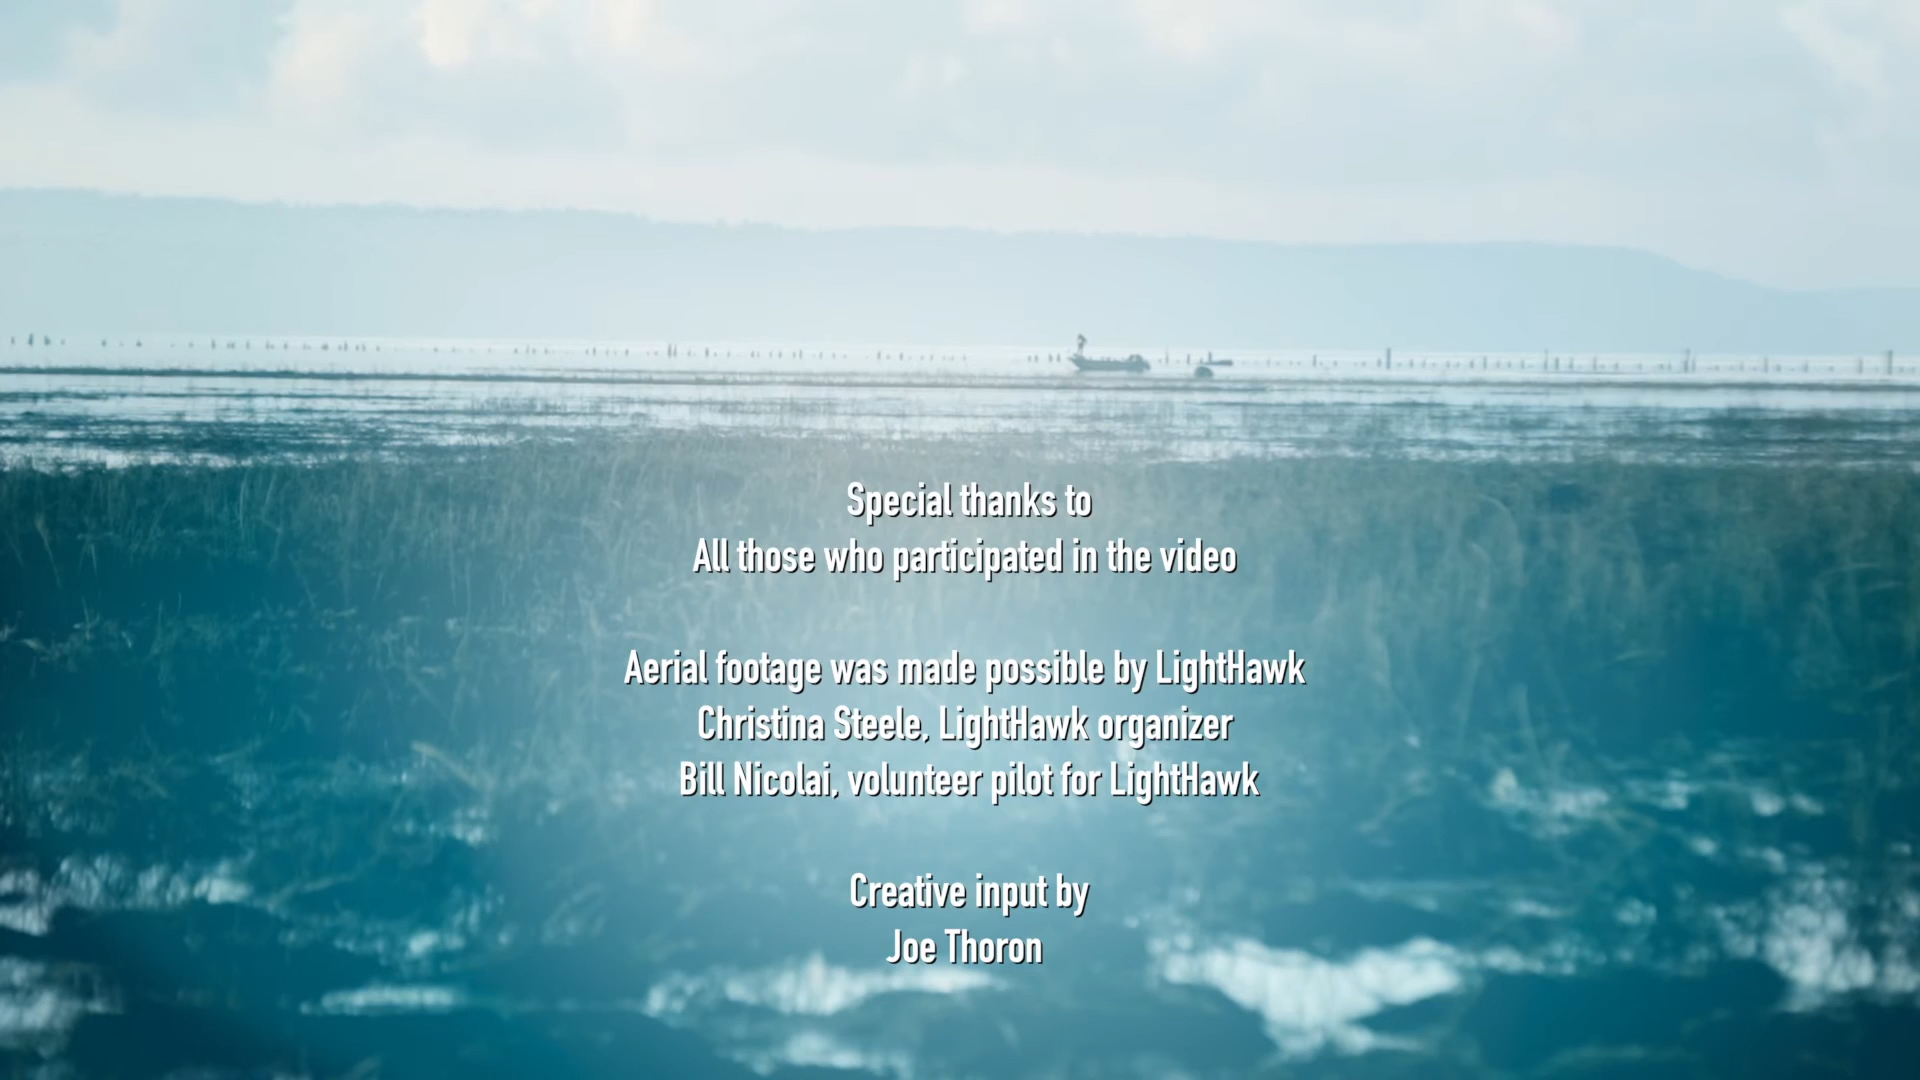 Special thanks to
All those who participated in the video
Aerial footage was made possible by LightHawk
Christina Steele, LightHawk organizer
Bill Nicolai, volunteer pilot for LightHawk
Creative input by
Joe Thoron